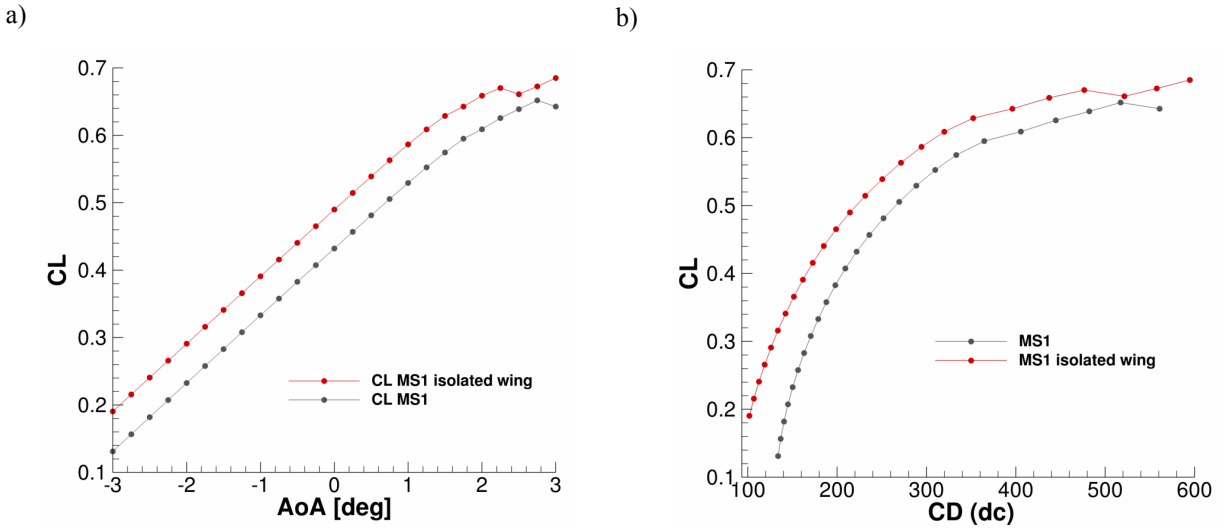 a)
CL
0.7
0.6
0.5
0.4
0.3
0.2
0.1
-3 -2 -1 0 1 2 3
AoA [deg]
CL MS1 isolated wing
CL MS1
b)
CL
0.7
0.6
0.5
0.4
0.3
0.2
0.1
100 200 300 400 500 600
CD (dc)
MS1
MS1 isolated wing